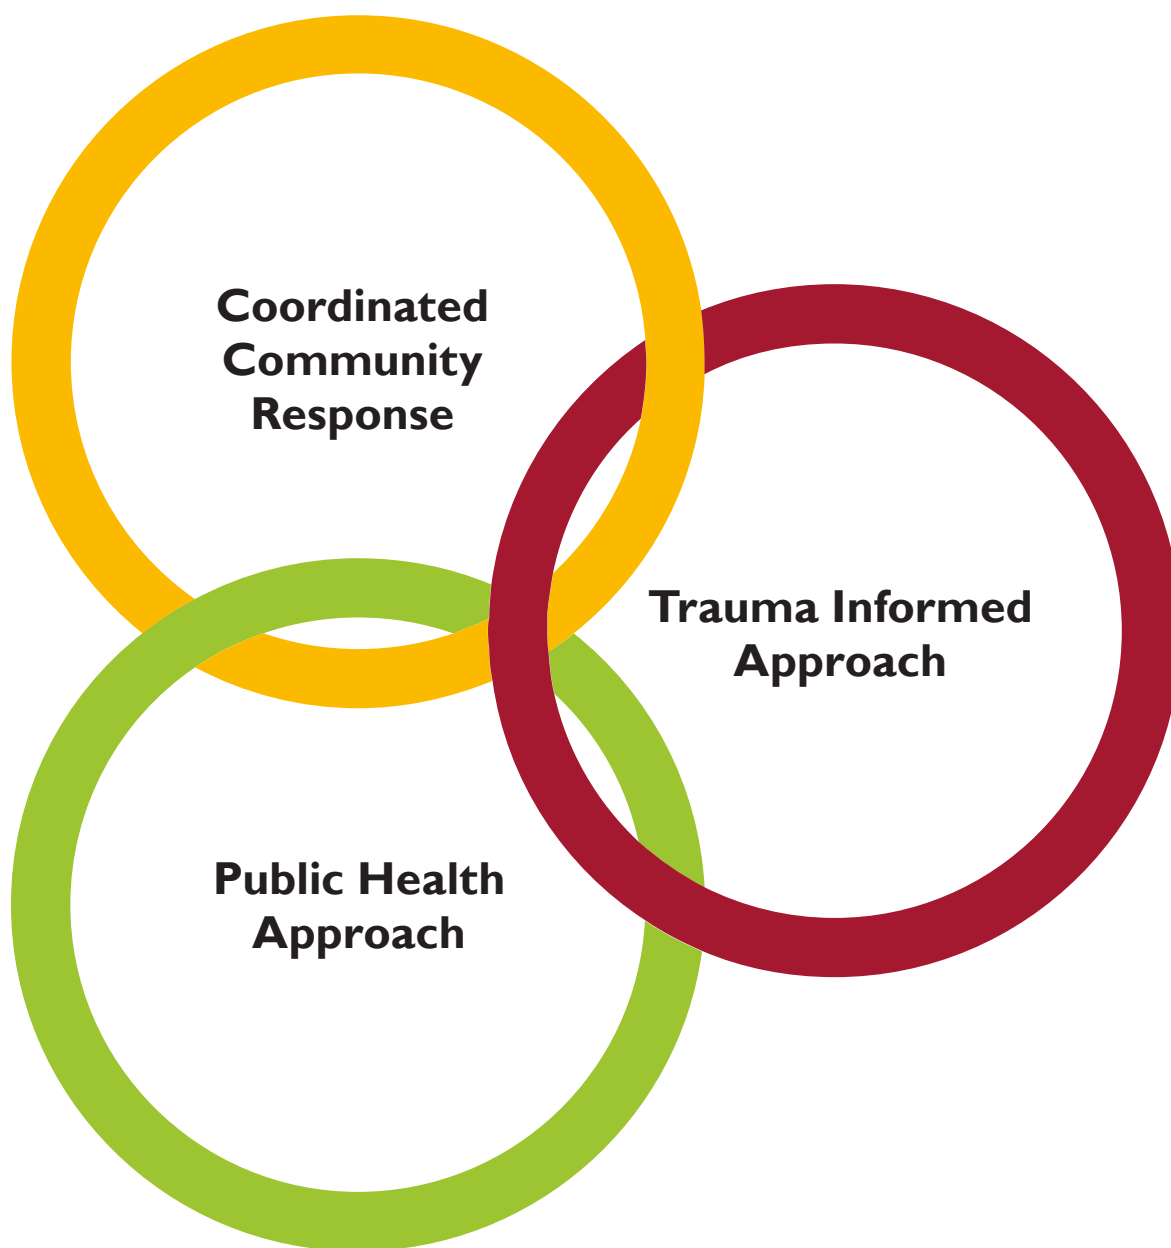 Coordinated
Community
Response
Trauma Informed
Approach
Public Health
Approach